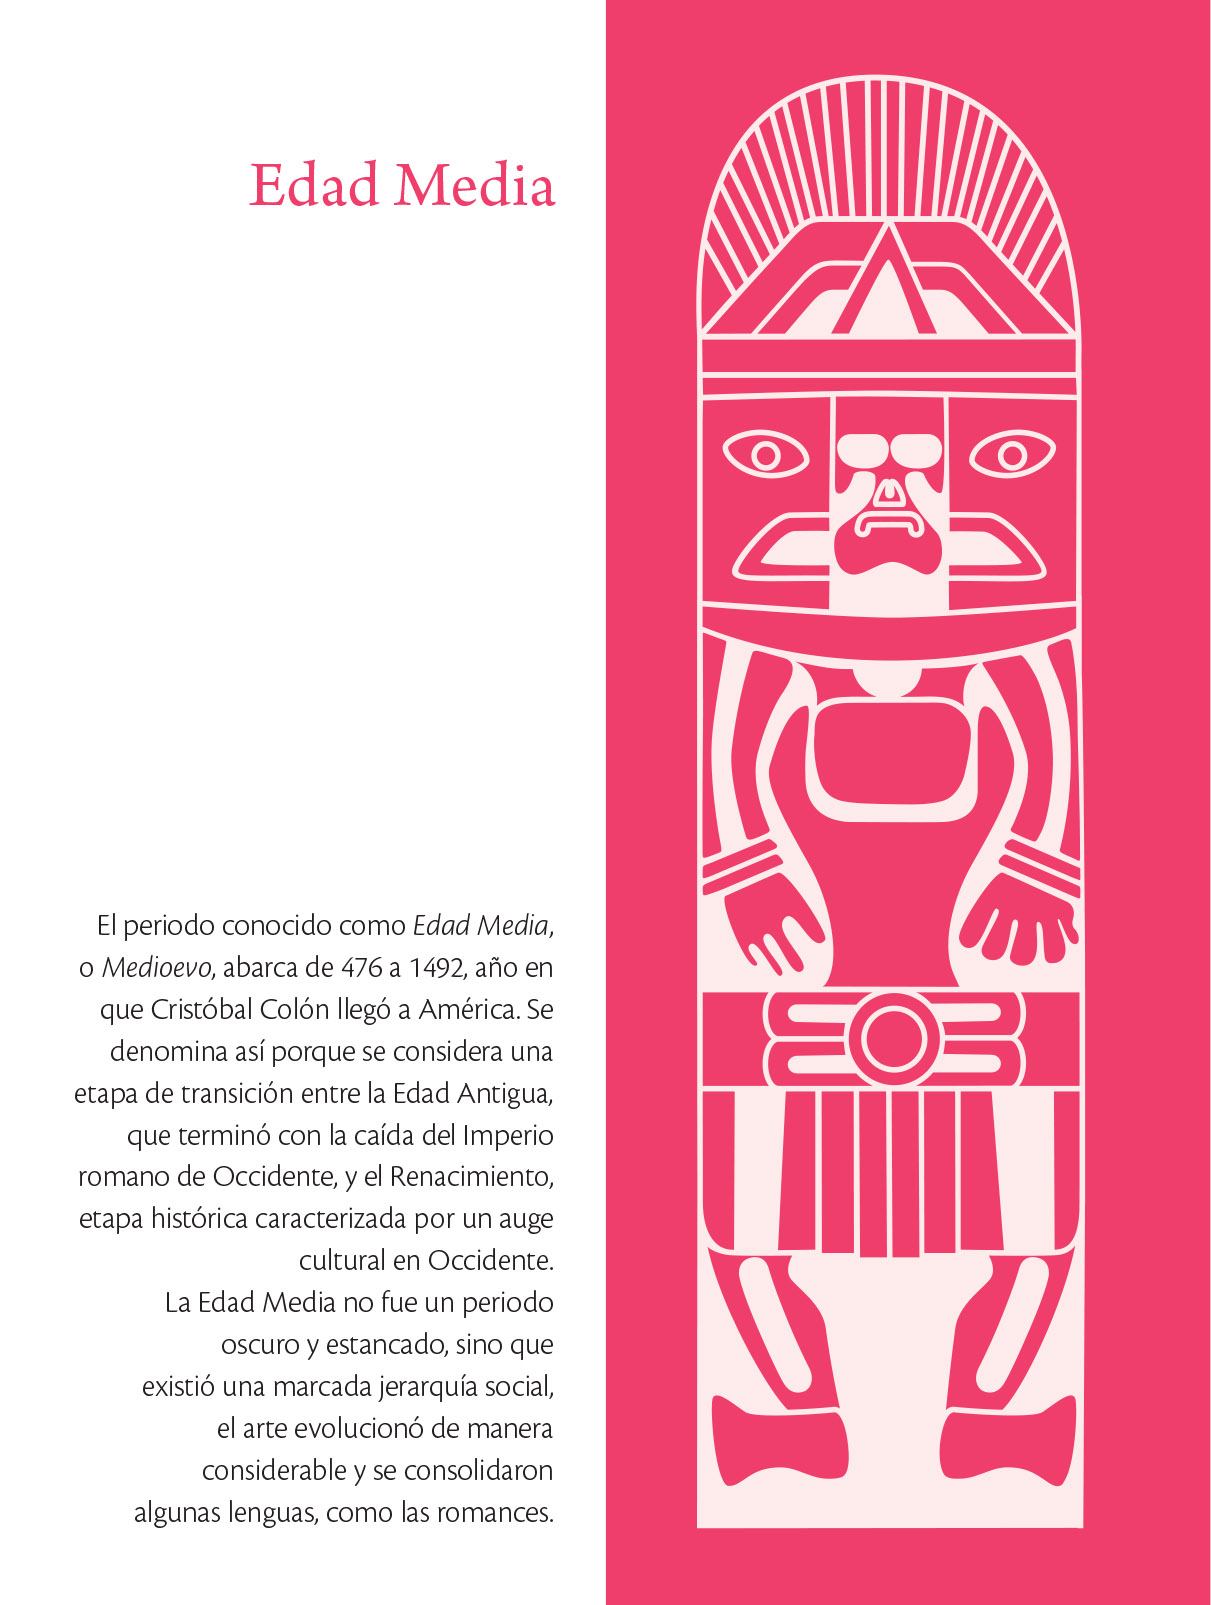 Edad Media
El periodo conocido como Edad Media,
o Medioevo, abarca de 476 a 1492, año en
que Cristóbal Colón llegó a América. Se
denomina así porque se considera una
etapa de transición entre la Edad Antigua,
que terminó con la caída del Imperio
romano de Occidente, y el Renacimiento,
etapa histórica caracterizada por un auge
cultural en Occidente.
La Edad Media no fue un periodo
oscuro y estancado, sino que
existió una marcada jerarquía social,
el arte evolucionó de manera
considerable y se consolidaron
algunas lenguas, como las romances.